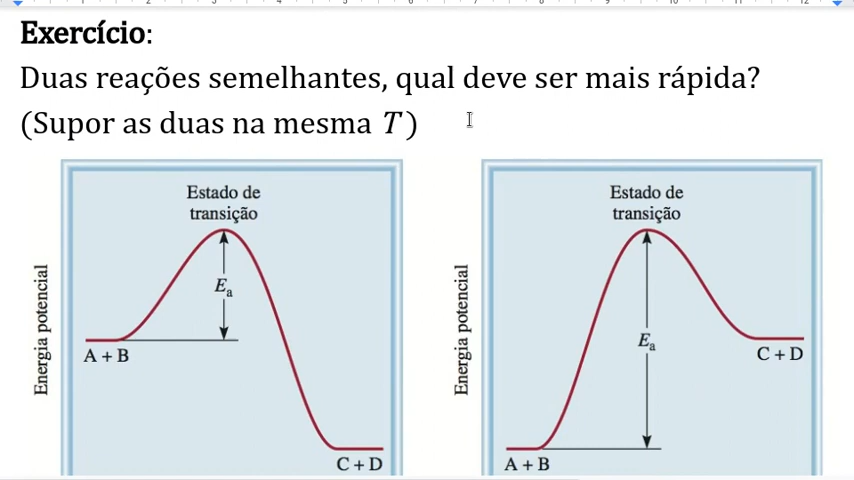 Exercício:
Duas reações semelhantes, qual deve ser mais rápida?
(Supor as duas na mesma T)
Estado de
transição
Energia potencial
Ea
A + B
C + D
Estado de
transição
Energia potencial
Ea
C + D
A + B